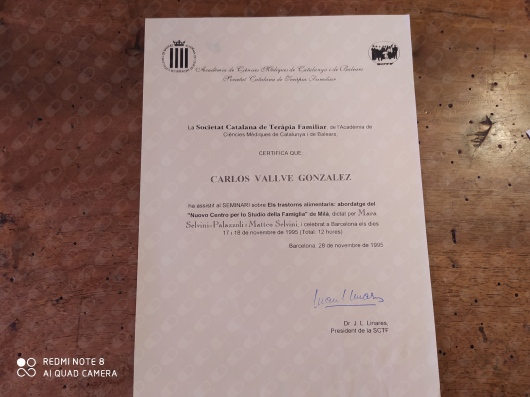 Acadèmia de Ciències Mèdiques de Catalunya i de Balears
Societat Catalana de Teràpia Familiar
La Societat Catalana de Teràpia Familiar, de l'Acadèmia de
Ciències Mèdiques de Catalunya i de Balears
CERTIFICA QUE:
CARLOS VALLVE GONZALEZ
ha assistit al SEMINARI sobre Els trastorns alimentaris: abordatge del
"Nuovo Centro per lo Studio della Famiglia" de Milà, dictat per Mara
Selvini-Palazzoli i Matteo Selvini, i celebrat a Barcelona els dies
17 i 18 de novembre de 1995 (Total: 12 hores)
Barcelona, 28 de novembre de 1995
Dr. J. L. Linares,
President de la SCTF
REDMI NOTE 8
AI QUAD CAMERA